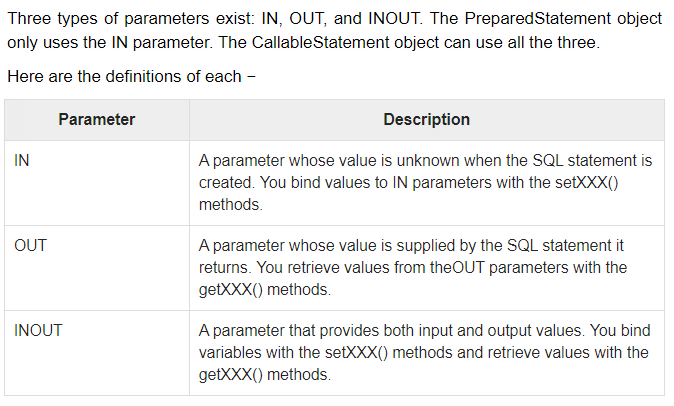 Three types of parameters exist: IN, OUT, and INOUT. The PreparedStatement object
only uses the IN parameter. The CallableStatement object can use all the three.
Here are the definitions of each −
Parameter
Description
IN
A parameter whose value is unknown when the SQL statement is
created. You bind values to IN parameters with the setXXX()
methods.
OUT
A parameter whose value is supplied by the SQL statement it
returns. You retrieve values from theOUT parameters with the
getXXX() methods.
INOUT
A parameter that provides both input and output values. You bind
variables with the setXXX() methods and retrieve values with the
getXXX() methods.